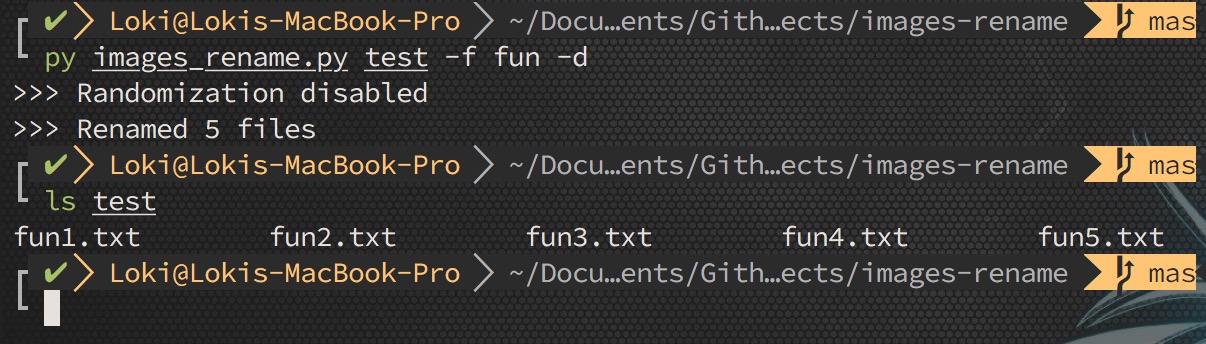 ✔ Loki@Lokis-MacBook-Pro ~/Docu…ents/Gith…ects/images-rename mas
py images_rename.py test -f fun -d
>>> Randomization disabled
>>> Renamed 5 files
✔ Loki@Lokis-MacBook-Pro ~/Docu…ents/Gith…ects/images-rename mas
ls test
fun1.txt fun2.txt fun3.txt fun4.txt fun5.txt
✔ Loki@Lokis-MacBook-Pro ~/Docu…ents/Gith…ects/images-rename mas